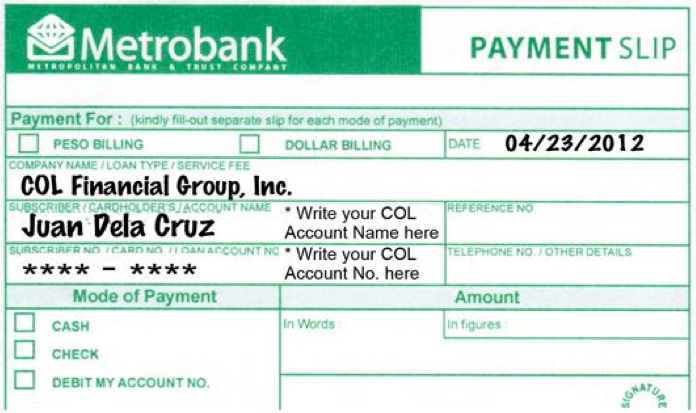 Metrobank
METROPOLITAN BANK & TRUST COMPANY
PAYMENT SLIP
Payment For : (kindly fill-out separate slip for each mode of payment)
PESO BILLING DOLLAR BILLING DATE 04/23/2012
COMPANY NAME / LOAN TYPE / SERVICE FEE
COL Financial Group, Inc.
SUBSCRIBER / CARDHOLDER'S / ACCOUNT NAME * Write your COL REFERENCE NO.
Juan Dela Cruz Account Name here
SUBSCRIBER NO. / CARD NO. / LOAN ACCOUNT NO * Write your COL TELEPHONE NO. / OTHER DETAILS
**** - **** Account No. here
Mode of Payment Amount
CASH In Words : In figures :
CHECK
DEBIT MY ACCOUNT NO.
SIGNATURE